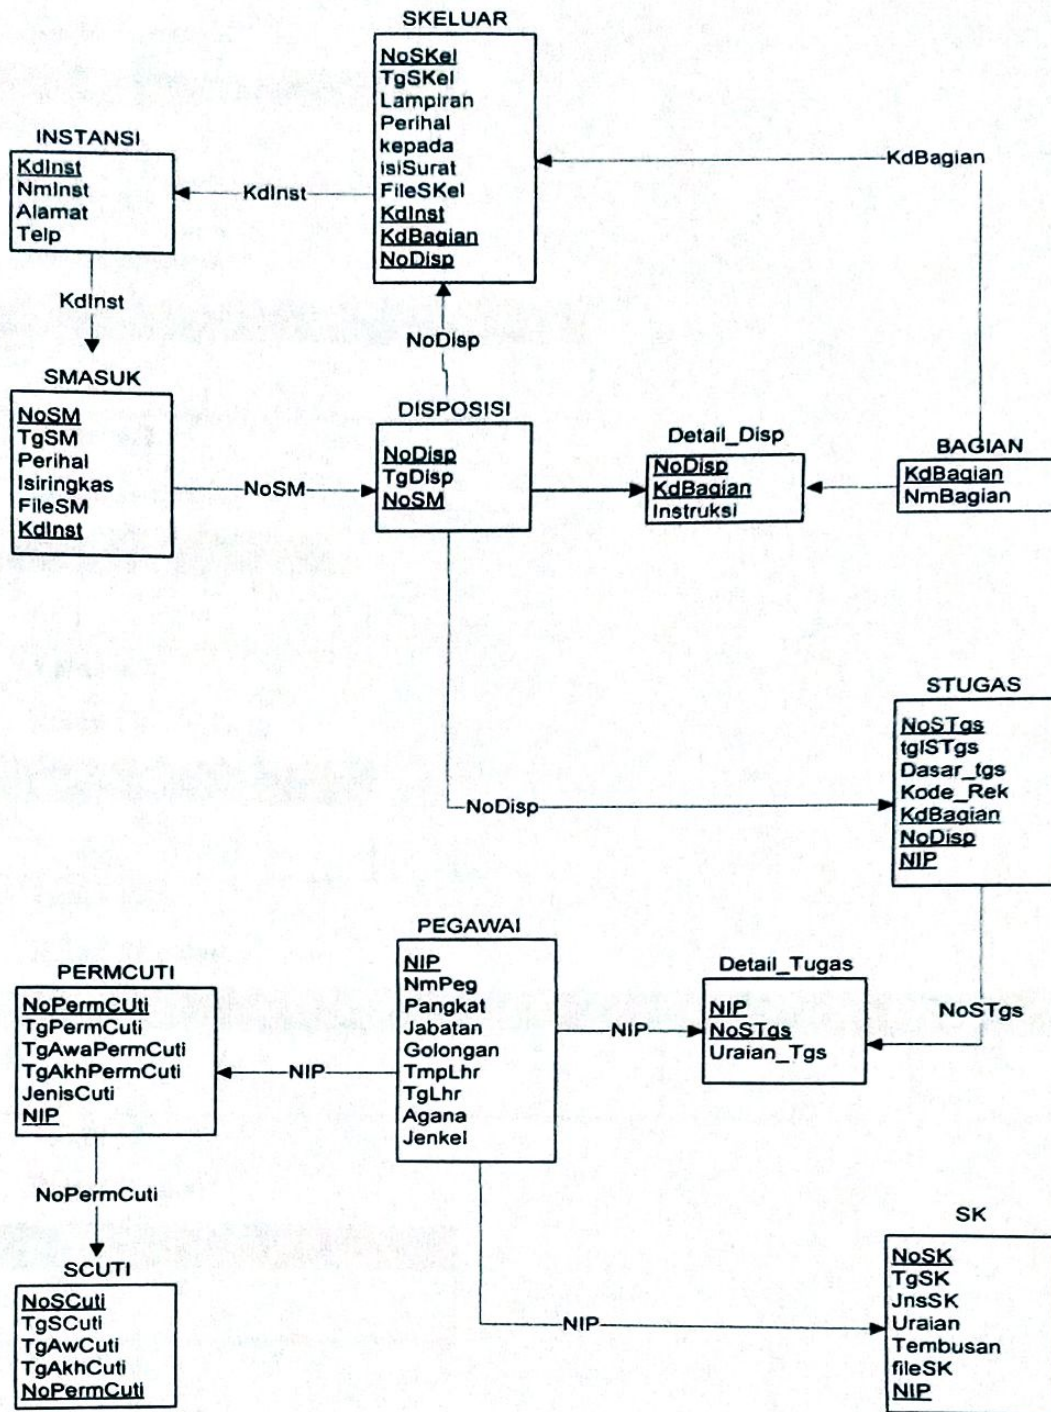 SKELUAR
NoSKel
TgSKel
Lampiran
Perihal
kepada
isiSurat
FileSKel
KdInst
KdBagian
NoDisp
INSTANSI
KdInst
NmInst
Alamat
Telp
KdInst
KdBagian
KdInst
NoDisp
SMASUK
NoSM
TgSM
Perihal
Isiringkas
FileSM
KdInst
NoSM
DISPOSISI
NoDisp
TgDisp
NoSM
Detail_Disp
NoDisp
KdBagian
Instruksi
BAGIAN
KdBagian
NmBagian
NoDisp
STUGAS
NoSTgs
tglSTgs
Dasar_tgs
Kode_Rek
KdBagian
NoDisp
NIP
PEGAWAI
NIP
NmPeg
Pangkat
Jabatan
Golongan
TmpLhr
TgLhr
Agana
Jenkel
PERMCUTI
NoPermCUti
TgPermCuti
TgAwaPermCuti
TgAkhPermCuti
JenisCuti
NIP
NIP
NIP
Detail_Tugas
NIP
NoSTgs
Uraian_Tgs
NoSTgs
NoPermCuti
SCUTI
NoSCuti
TgSCuti
TgAwCuti
TgAkhCuti
NoPermCuti
NIP
SK
NoSK
TgSK
JnsSK
Uraian
Tembusan
fileSK
NIP